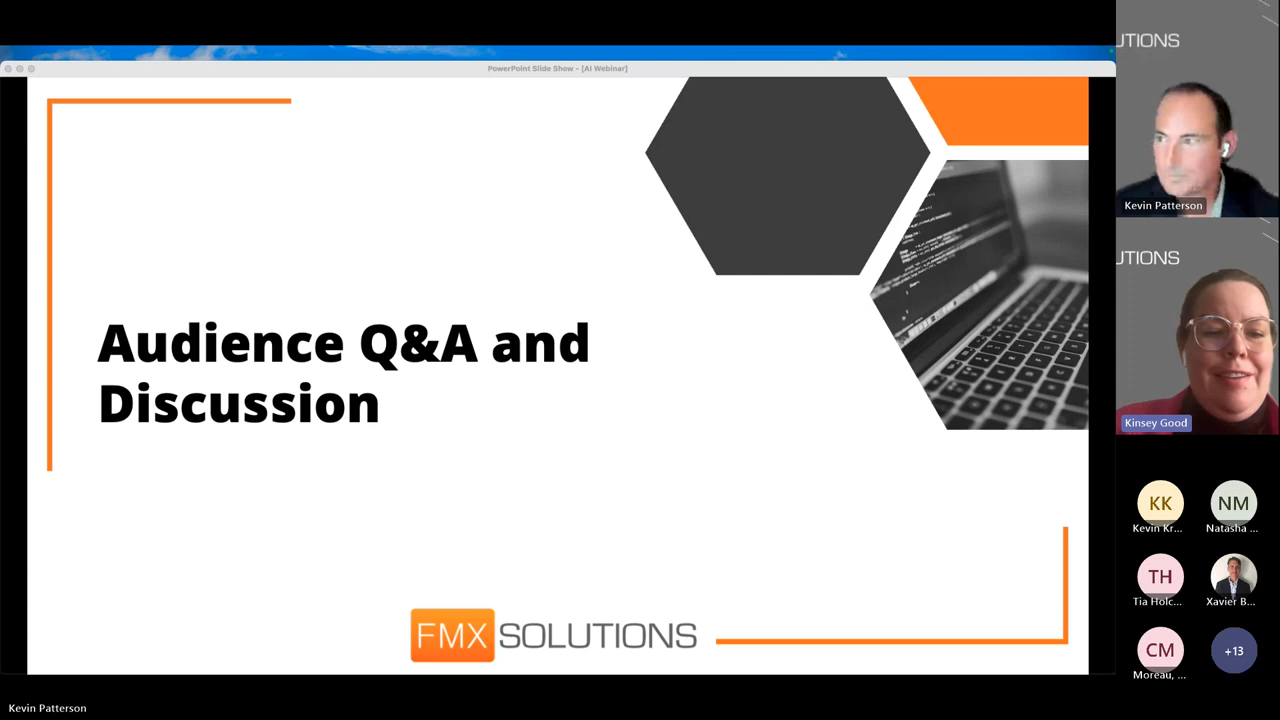 PowerPoint Slide Show - [AI Webinar]
Audience Q&A and
Discussion
FMX SOLUTIONS
UTIONS
Kevin Patterson
UTIONS
Kinsey Good
KK
Kevin Kr...
NM
Natasha ...
TH
Tia Holc...
Xavier B...
CM
Moreau, ...
+13
Kevin Patterson